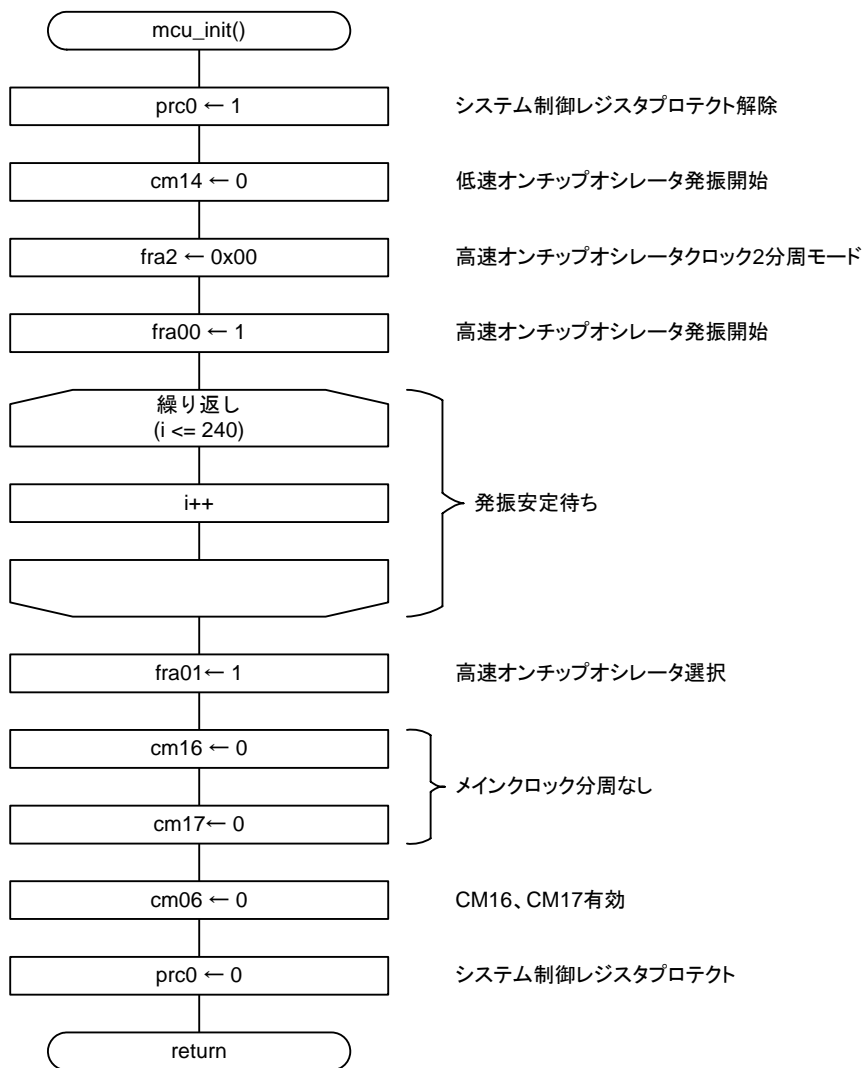 mcu_init()
prc0 ← 1
システム制御レジスタプロテクト解除
cm14 ← 0
低速オンチップオシレータ発振開始
fra2 ← 0x00
高速オンチップオシレータクロック2分周モード
fra00 ← 1
高速オンチップオシレータ発振開始
繰り返し
(i <= 240)
i++
発振安定待ち
fra01← 1
高速オンチップオシレータ選択
cm16 ← 0
メインクロック分周なし
cm17← 0
cm06 ← 0
CM16、CM17有効
prc0 ← 0
システム制御レジスタプロテクト
return